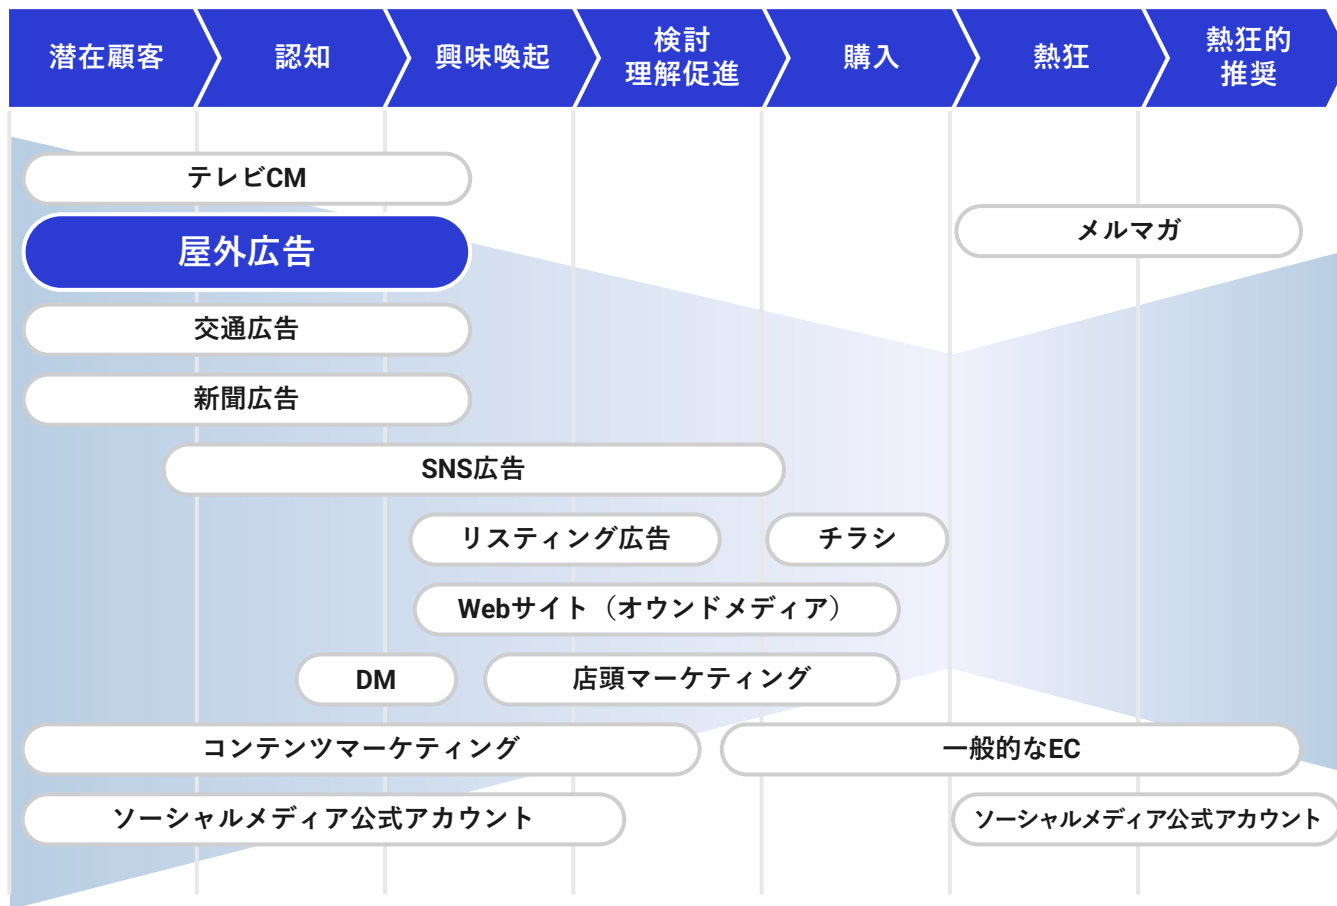 潜在顧客
認知
興味喚起
検討
理解促進
購入
熱狂
熱狂的
推奨
テレビCM
屋外広告
メルマガ
交通広告
新聞広告
SNS広告
リスティング広告
チラシ
Webサイト（オウンドメディア）
DM
店頭マーケティング
コンテンツマーケティング
一般的なEC
ソーシャルメディア公式アカウント
ソーシャルメディア公式アカウント